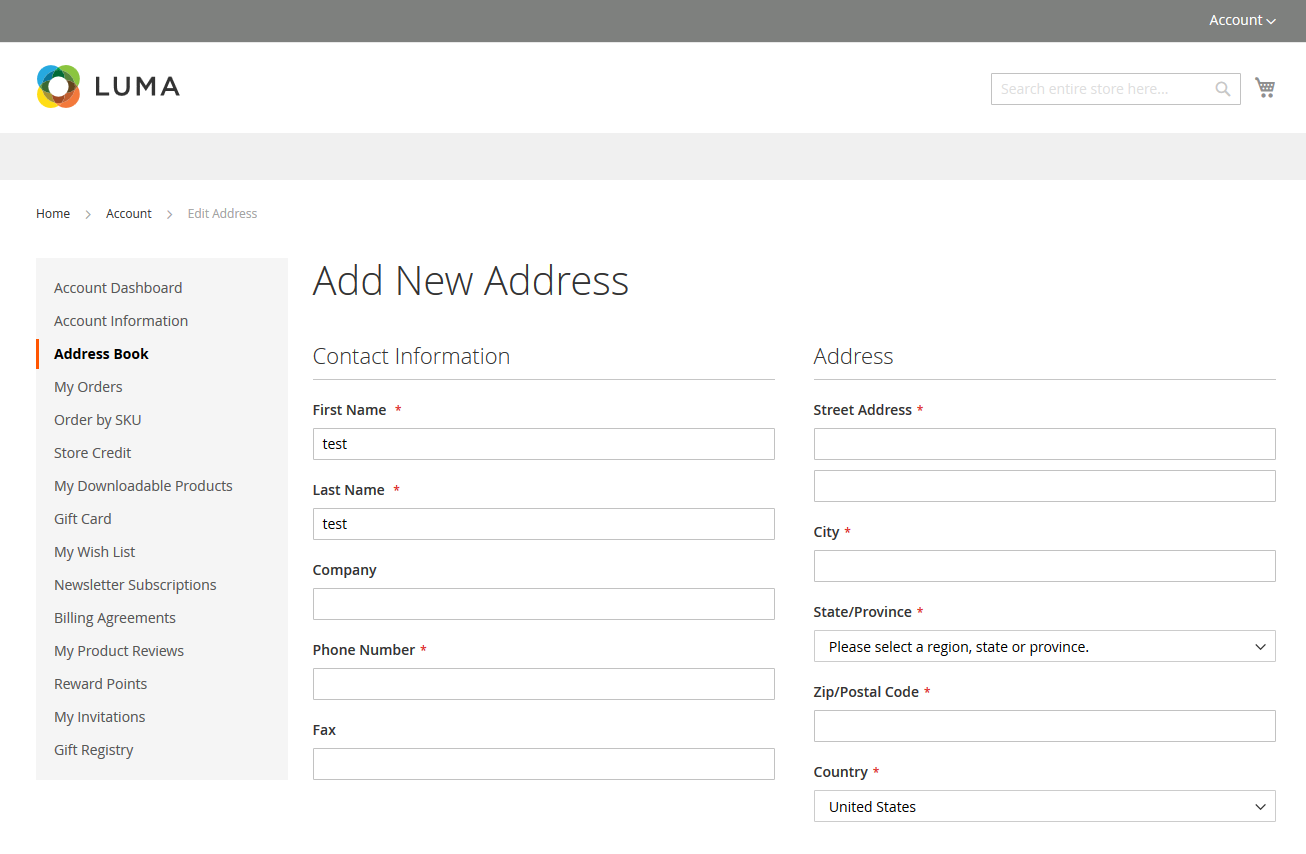 Account
LUMA
Search entire store here...
Home
Account
Edit Address
Account Dashboard
Account Information
Address Book
My Orders
Order by SKU
Store Credit
My Downloadable Products
Gift Card
My Wish List
Newsletter Subscriptions
Billing Agreements
My Product Reviews
Reward Points
My Invitations
Gift Registry
Add New Address
Contact Information
First Name *
test
Last Name *
test
Company
Phone Number *
Fax
Address
Street Address *
City *
State/Province *
Please select a region, state or province.
Zip/Postal Code *
Country *
United States